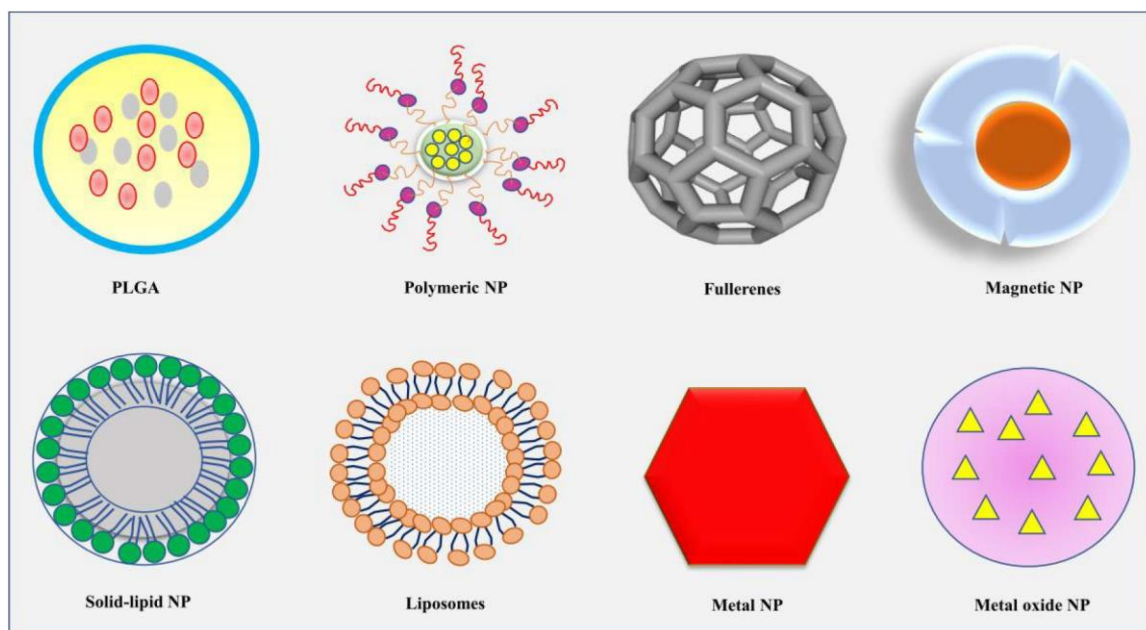 PLGA
Polymeric NP
Fullerenes
Magnetic NP
Solid-lipid NP
Liposomes
Metal NP
Metal oxide NP